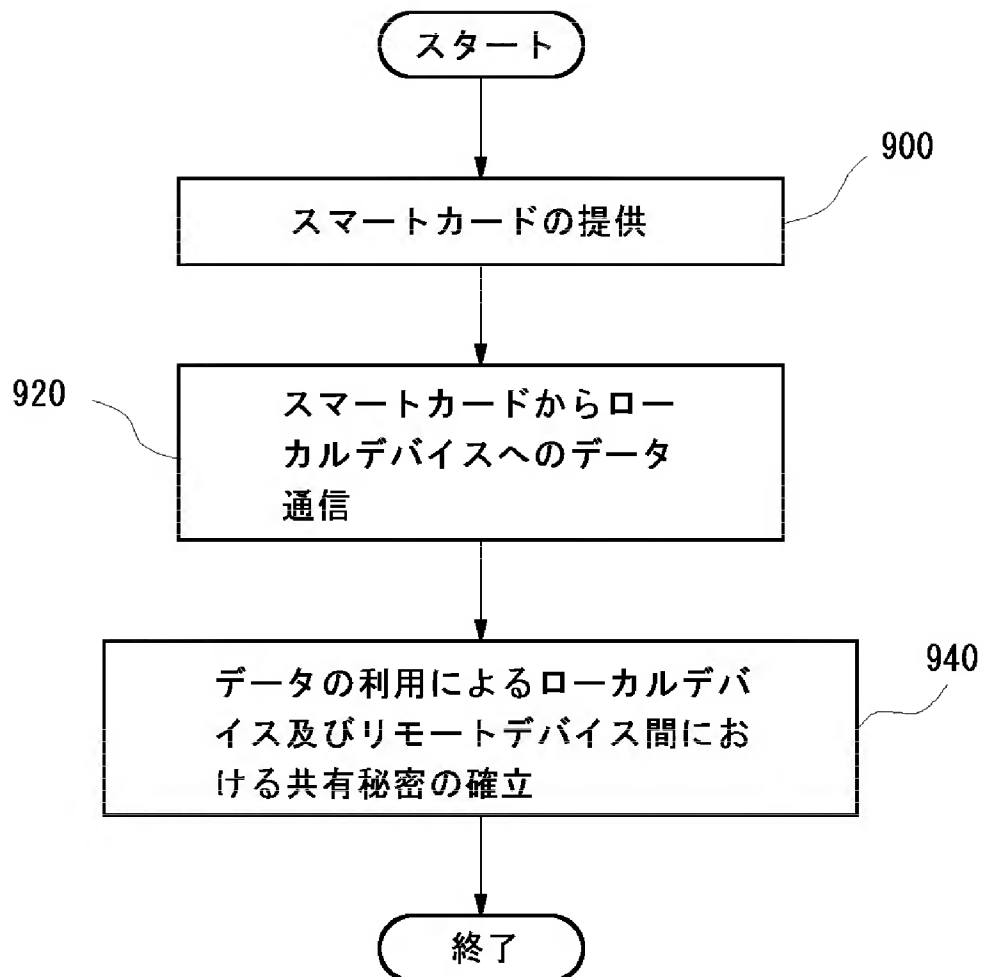 スタート
900
スマートカードの提供
920
スマートカードからロー
カルデバイスへのデータ
通信
940
データの利用によるローカルデバ
イス及びリモートデバイス間にお
ける共有秘密の確立
終了